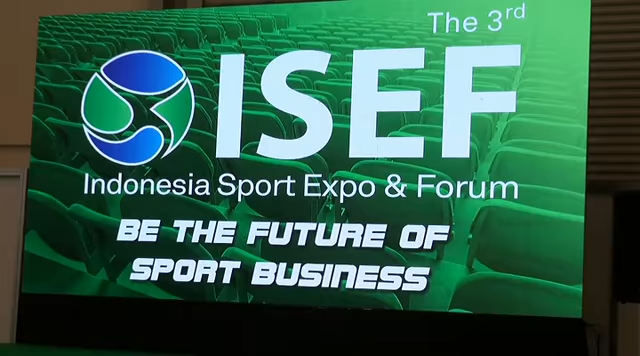 The 3rd
ISEF
Indonesia Sport Expo & Forum
BE THE FUTURE OF
SPORT BUSINESS